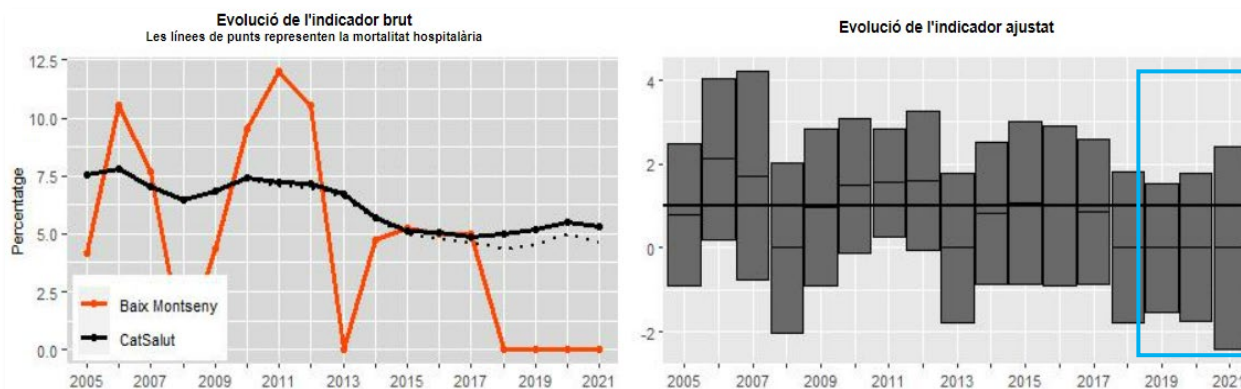 Evolució de l'indicador brut
Les línees de punts representen la mortalitat hospitalària
Percentatge
12.5
10.0
7.5
5.0
2.5
0.0
Baix Montseny
CatSalut
2005 2007 2009 2011 2013 2015 2017 2019 2021
Evolució de l'indicador ajustat
4
2
0
-2
2005 2007 2009 2011 2013 2015 2017 2019